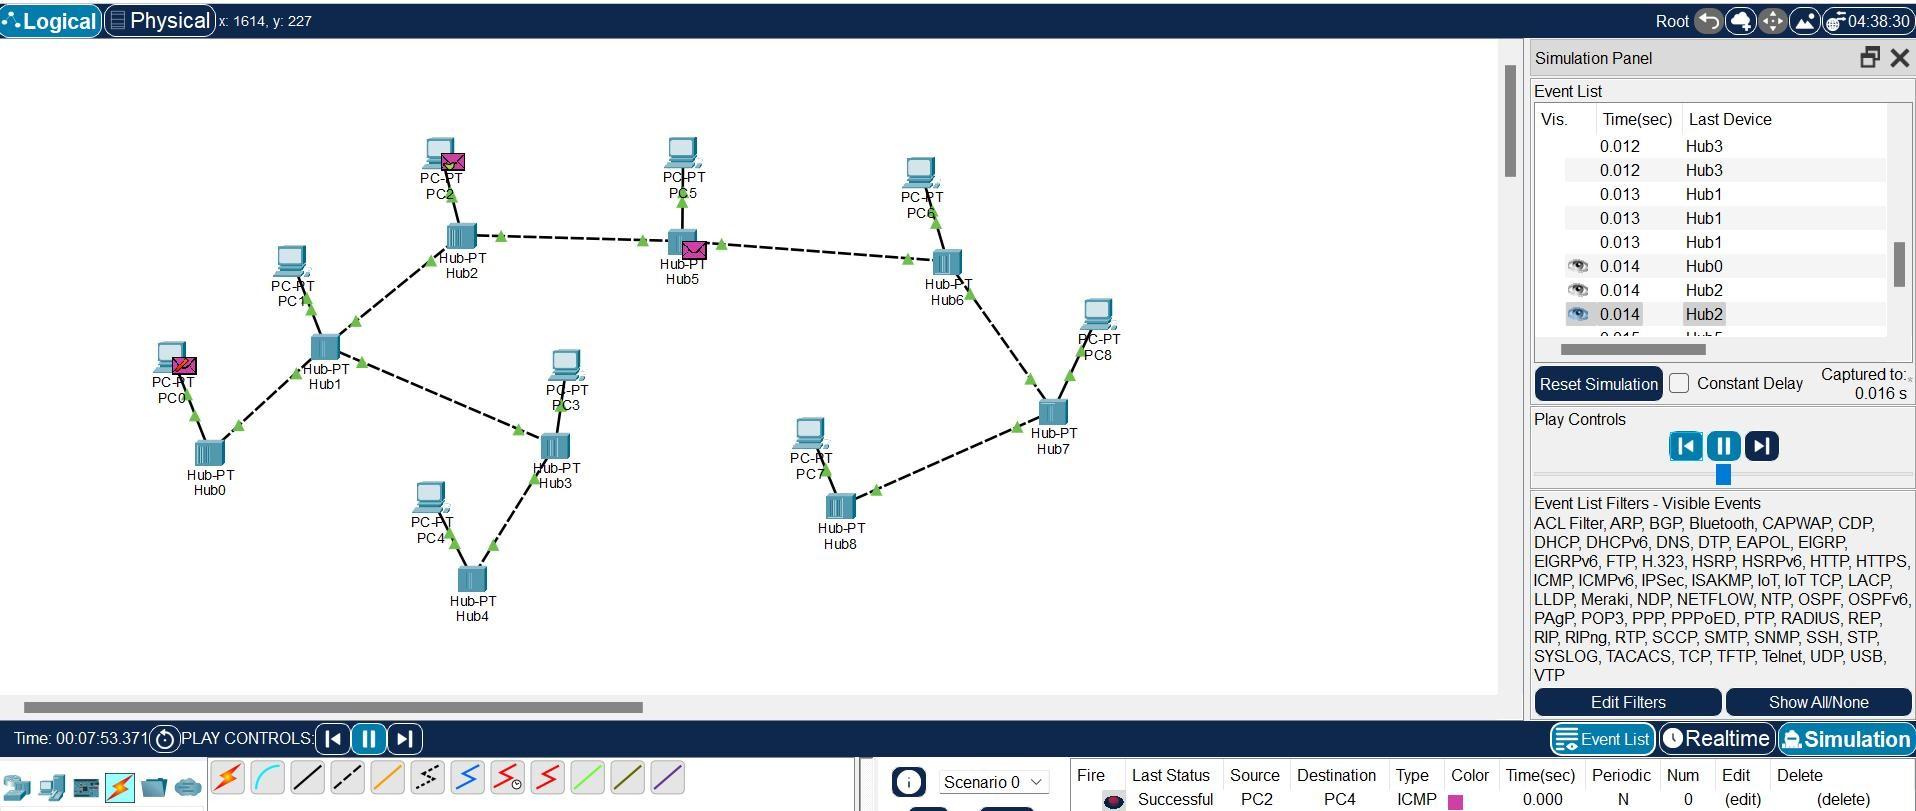 Logical Physical x: 1614, y: 227 Root 04:38:30
PC-PT
PC2
PC-PT
PC5
PC-PT
PC6
Hub-PT
Hub2
Hub-PT
Hub5
Hub-PT
Hub6
PC-PT
PC1
PC-PT
PC8
PC-PT
PC0
Hub-PT
Hub1
PC-PT
PC3
Hub-PT
Hub7
PC-PT
PC7
Hub-PT
Hub0
Hub-PT
Hub3
PC-PT
PC4
Hub-PT
Hub8
Hub-PT
Hub4
Simulation Panel
Event List
Vis. Time(sec) Last Device
0.012 Hub3
0.012 Hub3
0.013 Hub1
0.013 Hub1
0.013 Hub1
0.014 Hub0
0.014 Hub2
0.014 Hub2
Reset Simulation Constant Delay Captured to:
0.016 s
Play Controls
Event List Filters - Visible Events
ACL Filter, ARP, BGP, Bluetooth, CAPWAP, CDP,
DHCP, DHCPv6, DNS, DTP, EAPOL, EIGRP,
EIGRPv6, FTP, H.323, HSRP, HSRPv6, HTTP, HTTPS,
ICMP, ICMPv6, IPSec, ISAKMP, IoT, IoT TCP, LACP,
LLDP, Meraki, NDP, NETFLOW, NTP, OSPF, OSPFv6,
PAgP, POP3, PPP, PPPoED, PTP, RADIUS, REP,
RIP, RIPng, RTP, SCCP, SMTP, SNMP, SSH, STP,
SYSLOG, TACACS, TCP, TFTP, Telnet, UDP, USB,
VTP
Edit Filters Show All/None
Time: 00:07:53.371 PLAY CONTROLS: Event List Realtime Simulation
Scenario 0
Fire Last Status Source Destination Type Color Time(sec) Periodic Num Edit Delete
Successful PC2 PC4 ICMP 0.000 N 0 (edit) (delete)